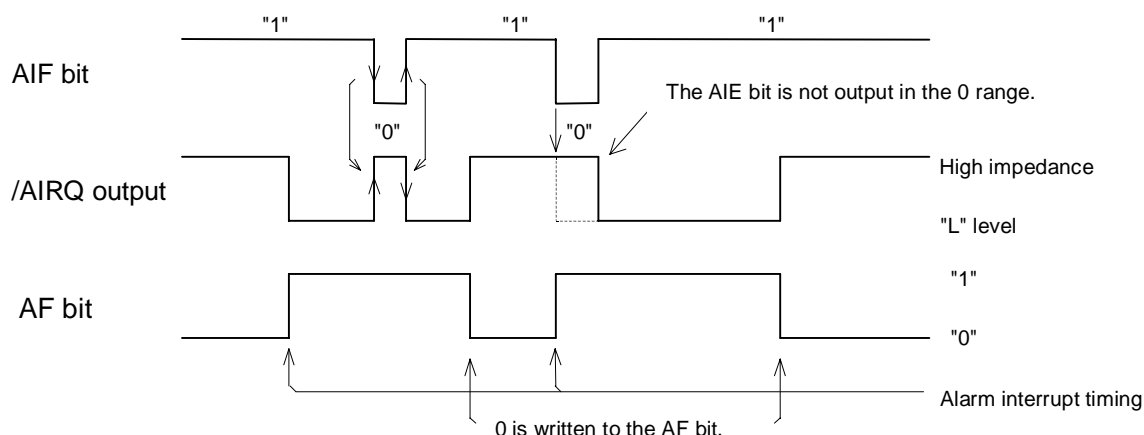 "1" "1" "1"
AIF bit
The AIE bit is not output in the 0 range.
"0" "0"
High impedance
/AIRQ output
"L" level
"1"
AF bit
"0"
Alarm interrupt timing
0 is written to the AF bit.